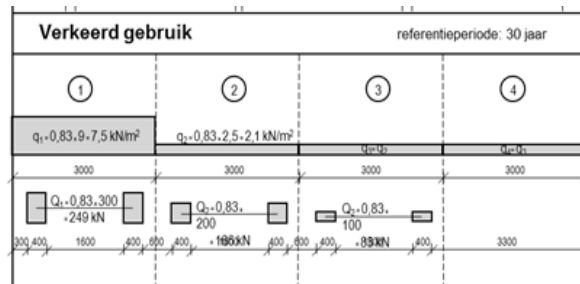 Verkeerd gebruik
referentieperiode: 30 jaar
1 2 3 4
q₁=0,83×9=7,5 kN/m²
q₂=0,83×2,5=2,1 kN/m²
q₃=q₂
3000 3000 3000 3000
Q₁=0,83×300
=249 kN
Q₂=0,83×
200
Q₂=0,83×
100
300 400 1600 400 600 400 400 600 400 400 3300